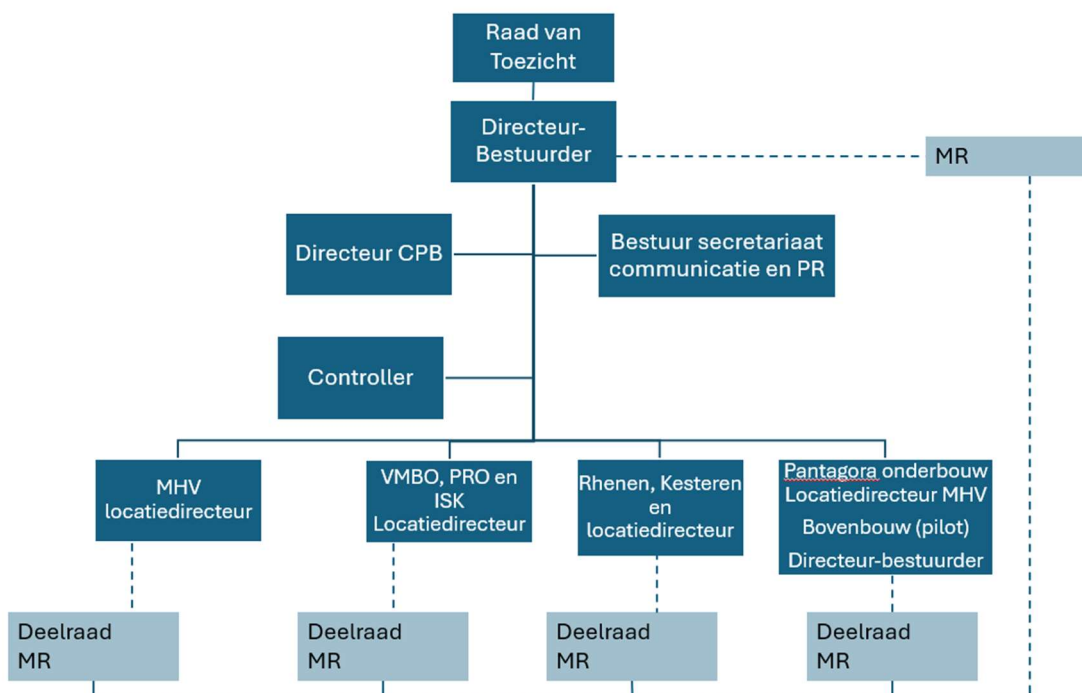 Raad van
Toezicht
Directeur-
Bestuurder
MR
Directeur CPB
Bestuur secretariaat
communicatie en PR
Controller
MHV
locatiedirecteur
VMBO, PRO en
ISK
Locatiedirecteur
Rhenen, Kesteren
en
locatiedirecteur
Pantagora onderbouw
Locatiedirecteur MHV
Bovenbouw (pilot)
Directeur-bestuurder
Deelraad
MR
Deelraad
MR
Deelraad
MR
Deelraad
MR